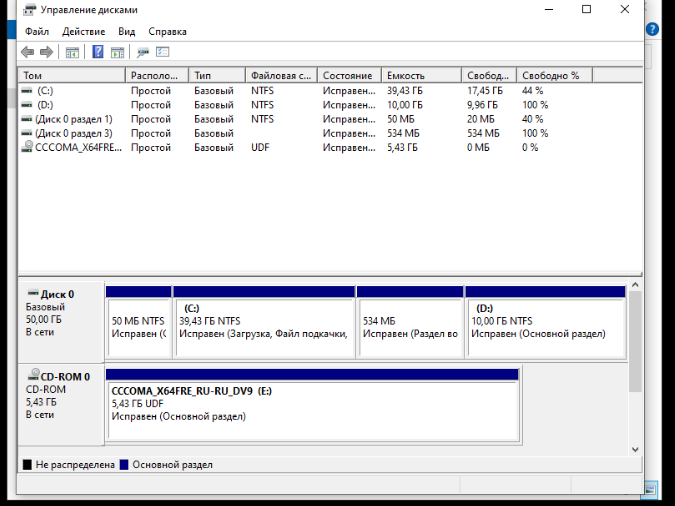 Управление дисками
Файл Действие Вид Справка
Том Располо... Тип Файловая с... Состояние Емкость Свобод... Свободно %
(C:) Простой Базовый NTFS Исправен... 39,43 ГБ 17,45 ГБ 44 %
(D:) Простой Базовый NTFS Исправен... 10,00 ГБ 9,96 ГБ 100 %
(Диск 0 раздел 1) Простой Базовый NTFS Исправен... 50 МБ 20 МБ 40 %
(Диск 0 раздел 3) Простой Базовый Исправен... 534 МБ 534 МБ 100 %
CCCOMA_X64FRE... Простой Базовый UDF Исправен... 5,43 ГБ 0 МБ 0 %
Диск 0
Базовый
50,00 ГБ
В сети
50 МБ NTFS
Исправен (С
(C:)
39,43 ГБ NTFS
Исправен (Загрузка, Файл подкачки,
534 МБ
Исправен (Раздел во
(D:)
10,00 ГБ NTFS
Исправен (Основной раздел)
CD-ROM 0
CD-ROM
5,43 ГБ
В сети
CCCOMA_X64FRE_RU-RU_DV9 (E:)
5,43 ГБ UDF
Исправен (Основной раздел)
Не распределена Основной раздел